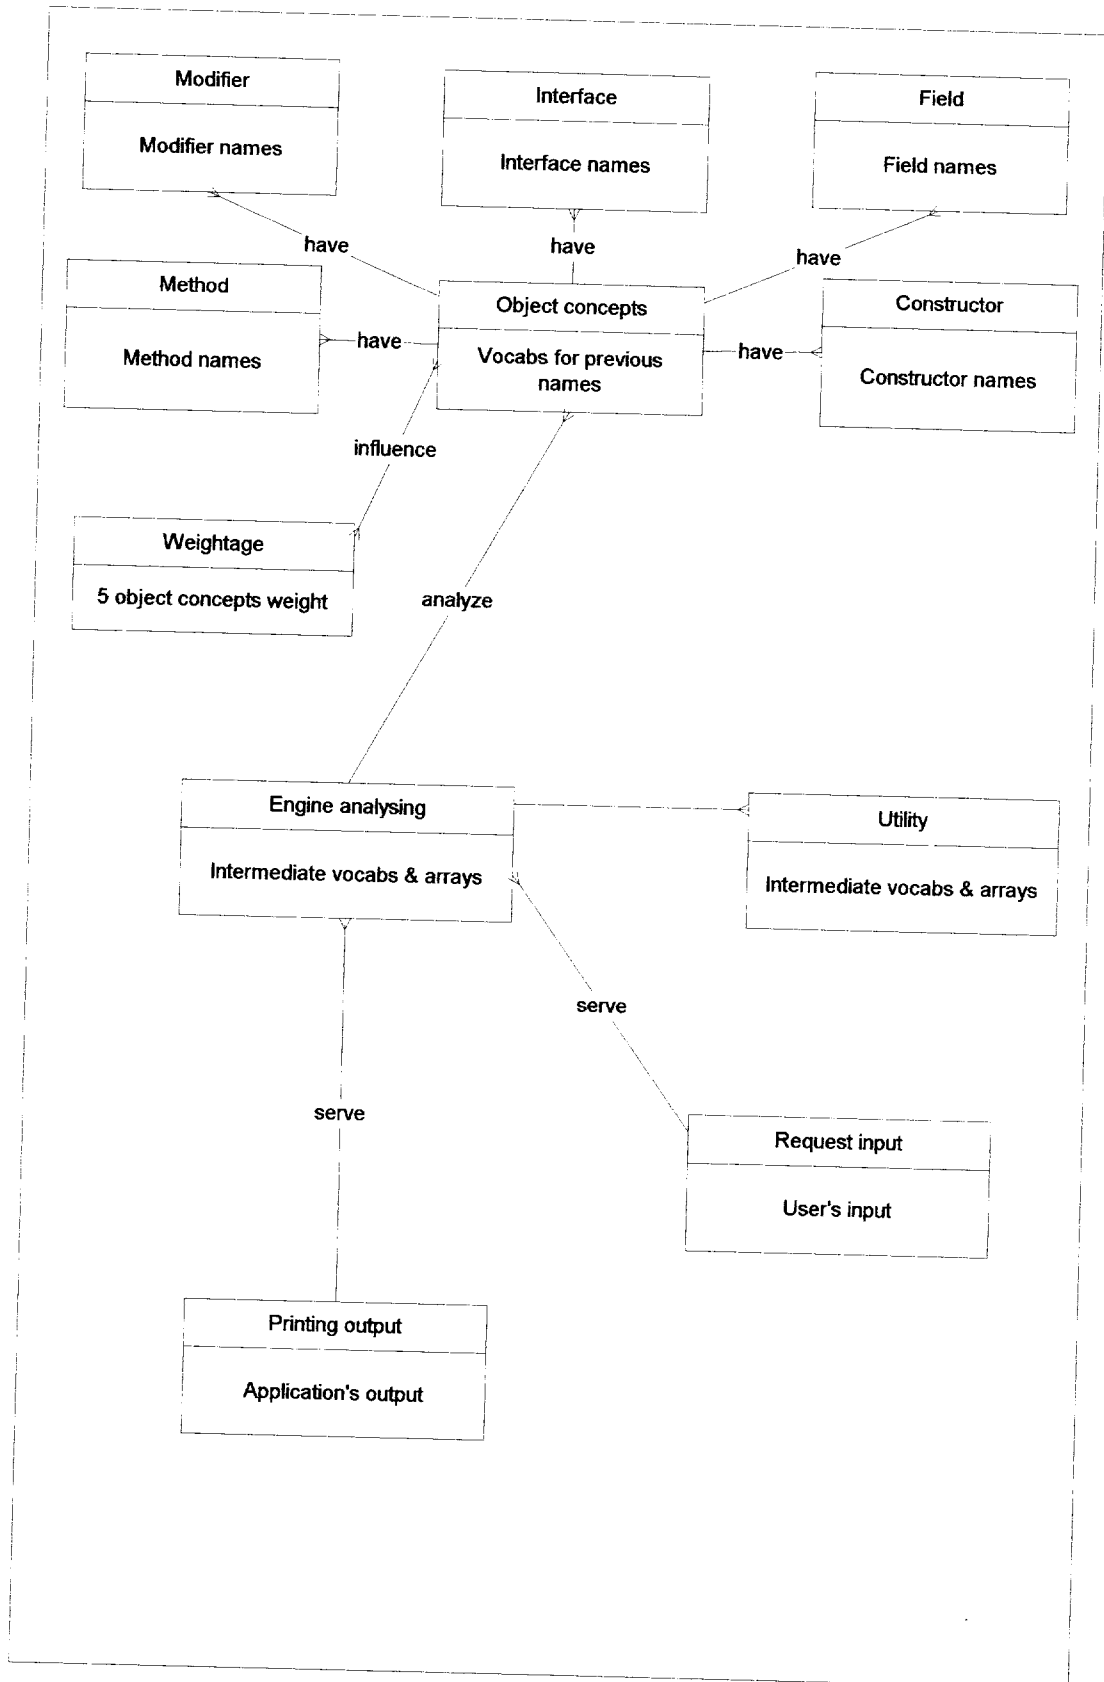 Modifier
Modifier names
Interface
Interface names
Field
Field names
have
have
have
Method
Method names
have
Object concepts
Vocabs for previous
names
have
Constructor
Constructor names
influence
Weightage
5 object concepts weight
analyze
Engine analysing
Intermediate vocabs & arrays
Utility
Intermediate vocabs & arrays
serve
serve
Request input
User's input
Printing output
Application's output